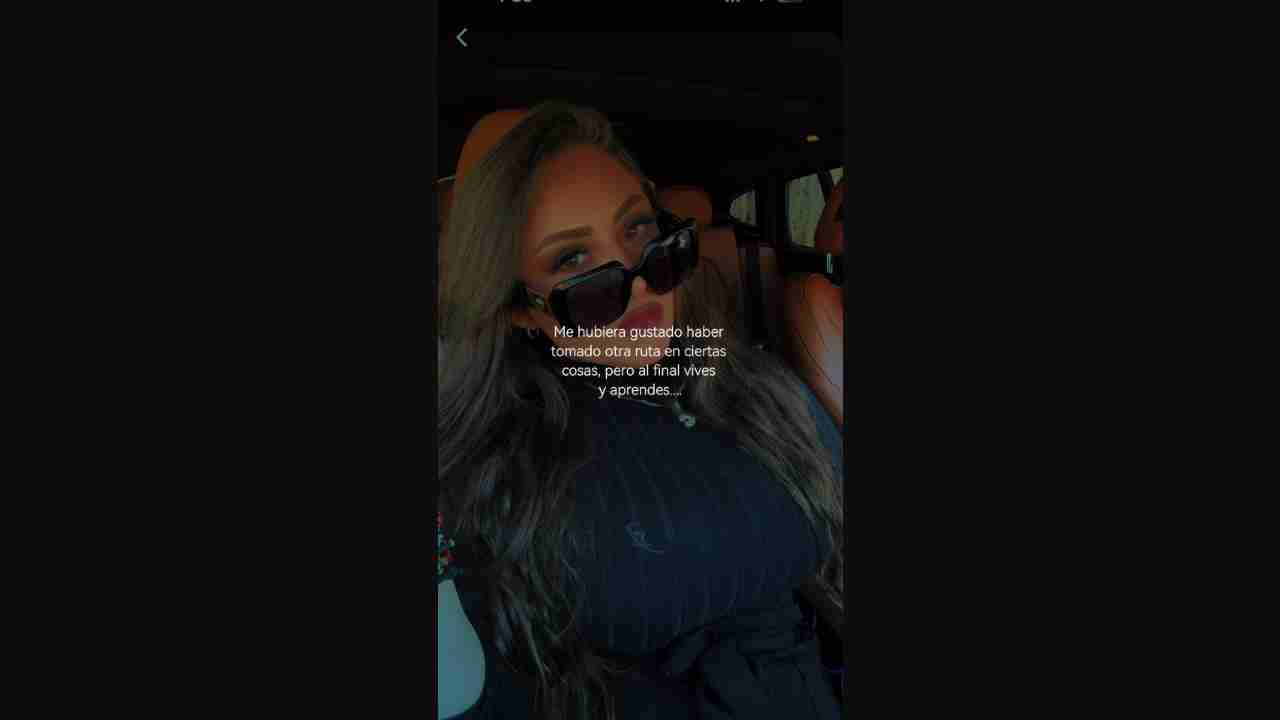 Me hubiera gustado haber
tomado otra ruta en ciertas
cosas, pero al final vives
y aprendes....